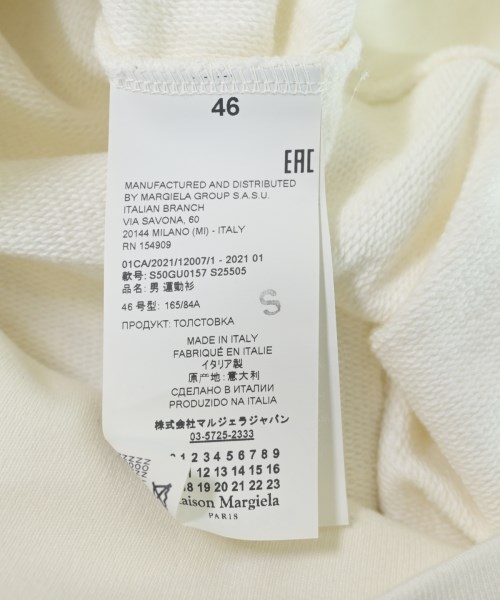 46
EAC
MANUFACTURED AND DISTRIBUTED
BY MARGIELA GROUP S.A.S.U.
ITALIAN BRANCH
VIA SAVONA, 60
20144 MILANO (MI) - ITALY
RN 154909
01CA/2021/12007/1 - 2021 01
款号: S50GU0157 S25505
品名: 男 運動衫
46 号型: 165/84A
S
ПРОДУКТ: ТОЛСТОВКА
MADE IN ITALY
FABRIQUÉ EN ITALIE
イタリア製
原产地: 意大利
СДЕЛАНО В ИТАЛИИ
PRODUZIDO NA ITALIA
株式会社マルジェラジャパン
03-5725-2333
1 2 3 4 5 6 7 8 9
11 12 13 14 15 16
18 19 20 21 22 23
aison Margiela
PARIS